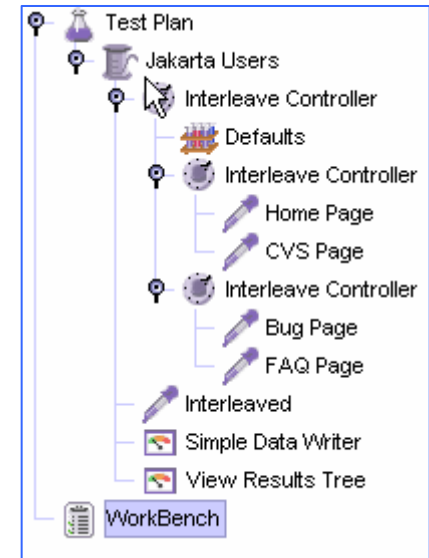 Test Plan
Jakarta Users
Interleave Controller
Defaults
Interleave Controller
Home Page
CVS Page
Interleave Controller
Bug Page
FAQ Page
Interleaved
Simple Data Writer
View Results Tree
WorkBench